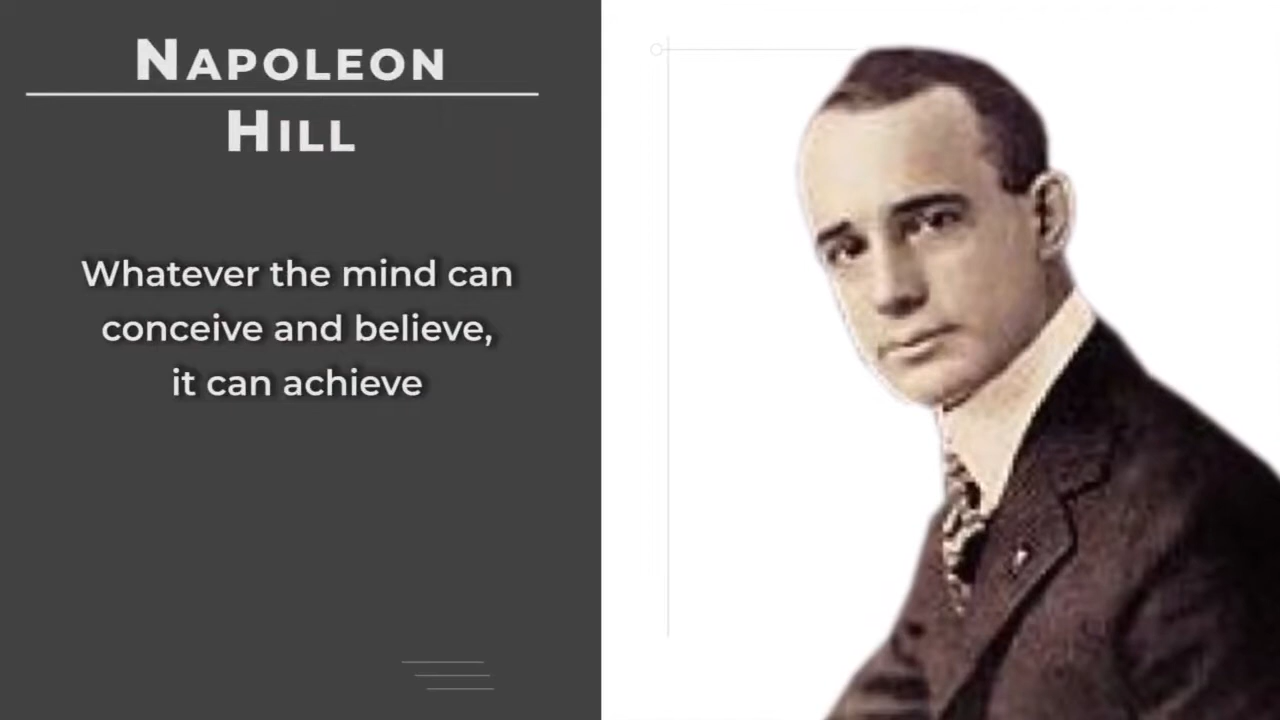 Napoleon
Hill
Whatever the mind can
conceive and believe,
it can achieve